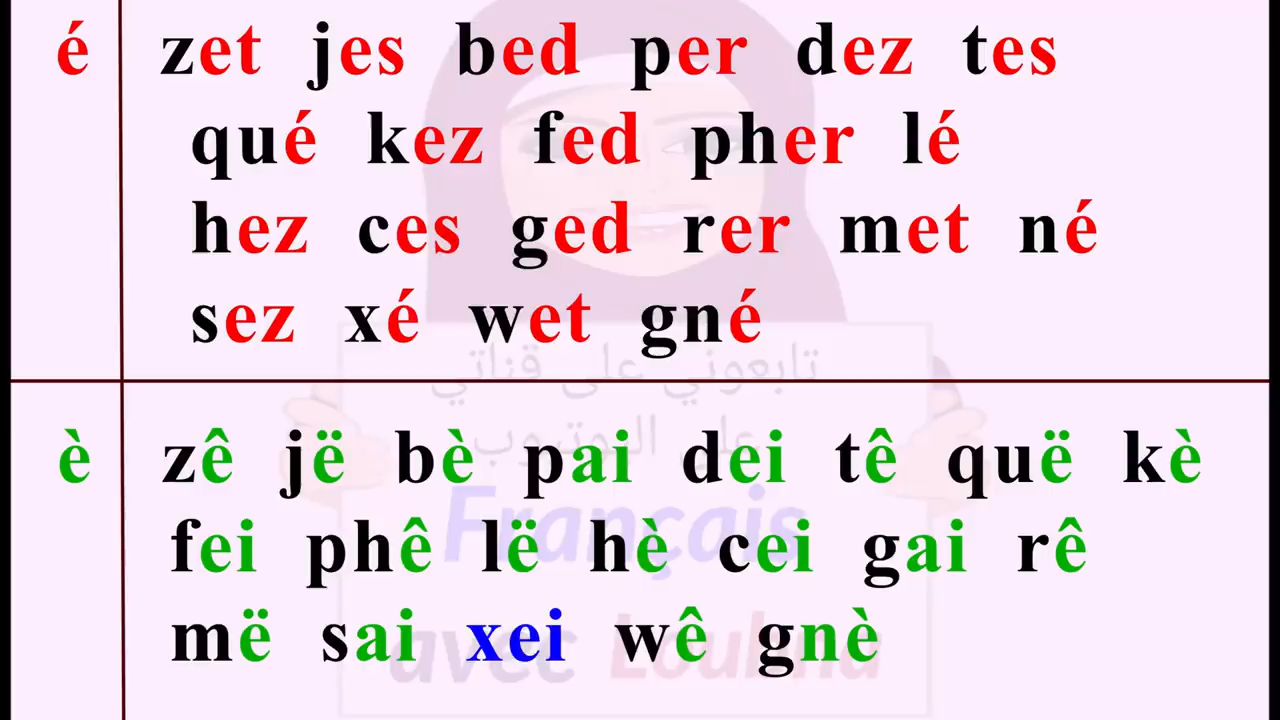 é zet jes bed per dez tes
qué kez fed pher lé
hez ces ged rer met né
sez xé wet gné
تابعوني على قناتي
على اليوتيوب
è zê jë bè pai dei tê quë kè
Français
fei phê lë hè cei gai rê
avec Loubna
më sai xei wê gnè